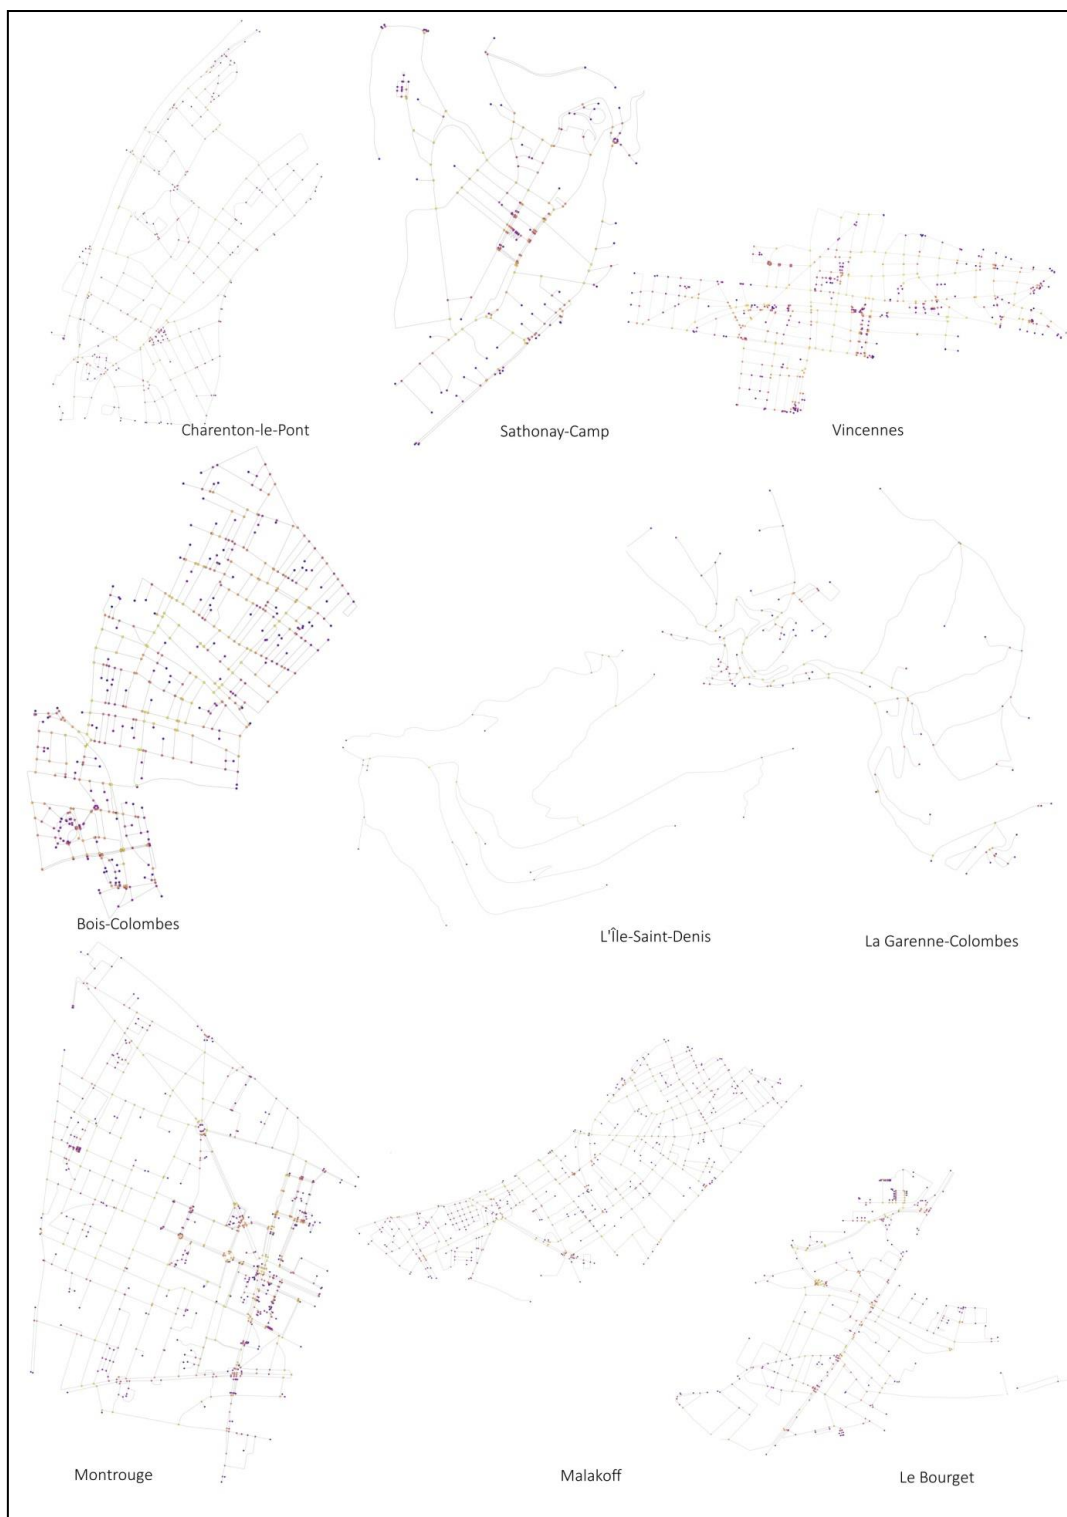 Charenton-le-Pont
Sathonay-Camp
Vincennes
Bois-Colombes
L'Île-Saint-Denis
La Garenne-Colombes
Montrouge
Malakoff
Le Bourget